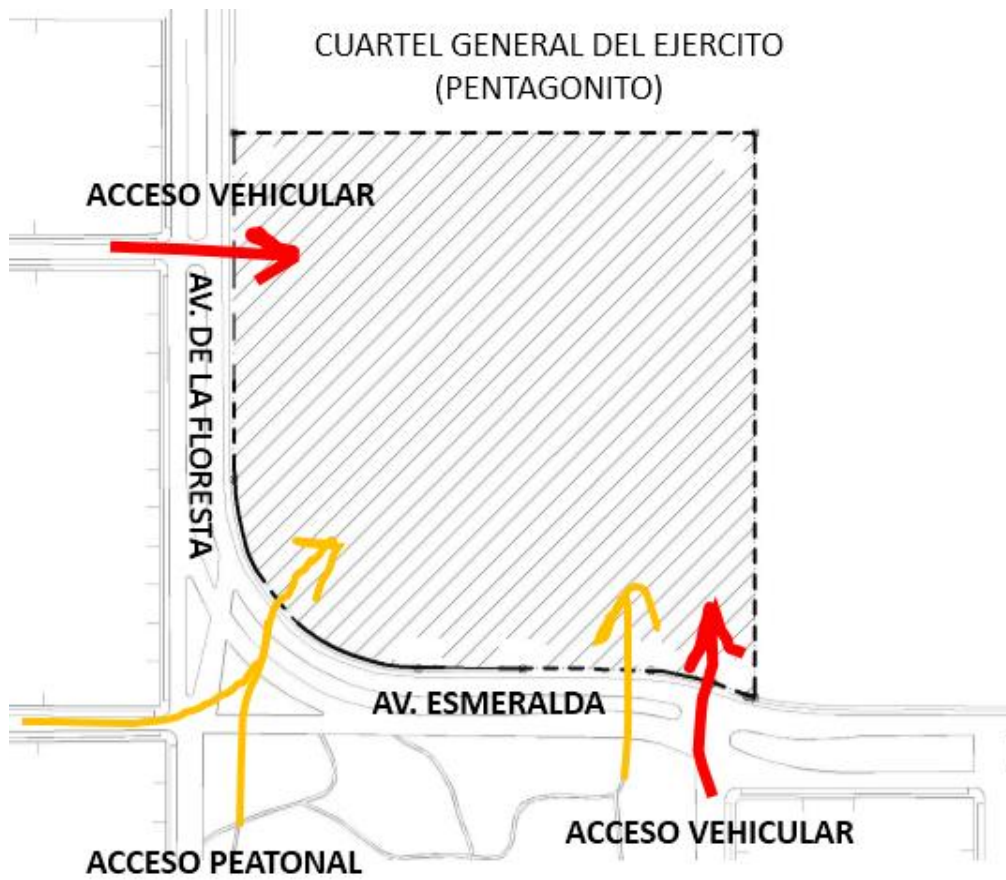 CUARTEL GENERAL DEL EJERCITO
(PENTAGONITO)
ACCESO VEHICULAR
AV. DE LA FLORESTA
AV. ESMERALDA
ACCESO VEHICULAR
ACCESO PEATONAL